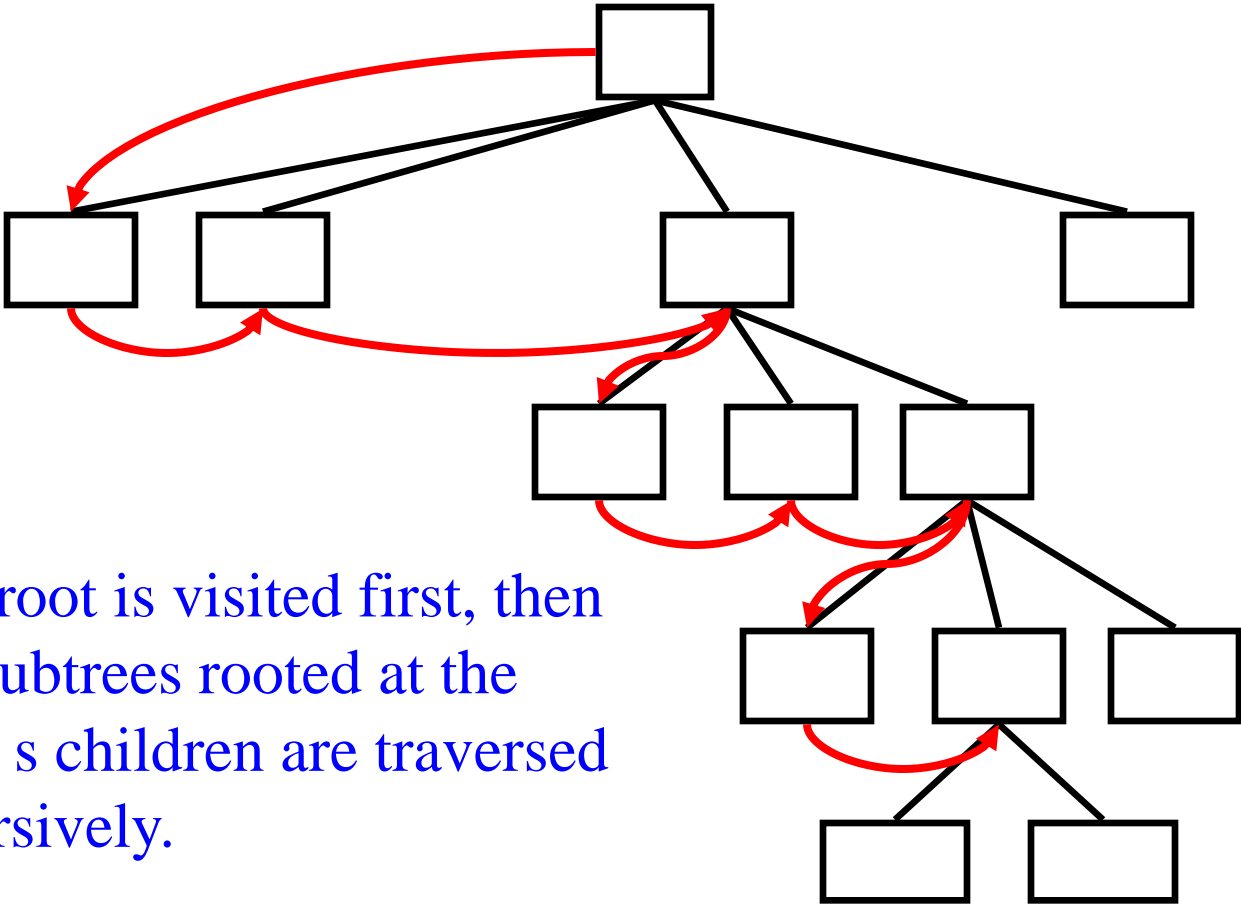 root is visited first, then
ubtrees rooted at the
s children are traversed
rsively.